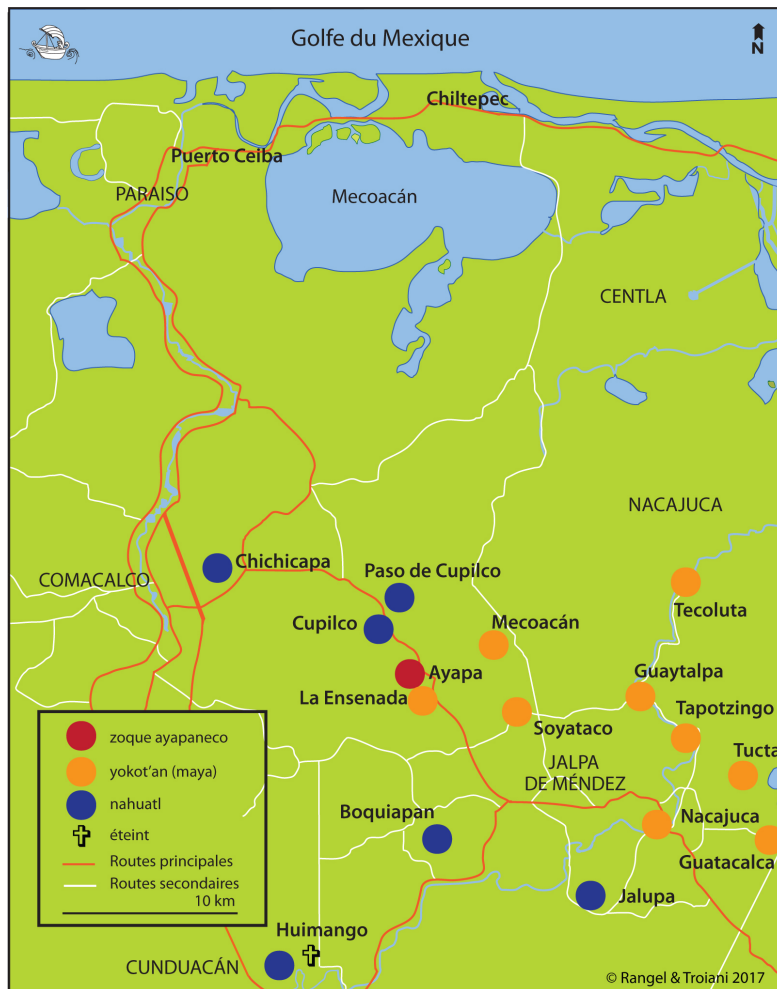 Golfe du Mexique
N
Chiltepec
Puerto Ceiba
PARAISO
Mecoacán
CENTLA
NACAJUCA
Chichicapa
COMACALCO
Paso de Cupilco
Tecoluta
Cupilco
Mecoacán
Ayapa
Guaytalpa
La Ensenada
Tapotzingo
Soyataco
Tucta
JALPA
DE MÉNDEZ
Boquiapan
Nacajuca
Guatacalca
Jalupa
zoque ayapaneco
yokot'an (maya)
nahuatl
éteint
Routes principales
Routes secondaires
10 km
Huimango
CUNDUACÁN
© Rangel & Troiani 2017